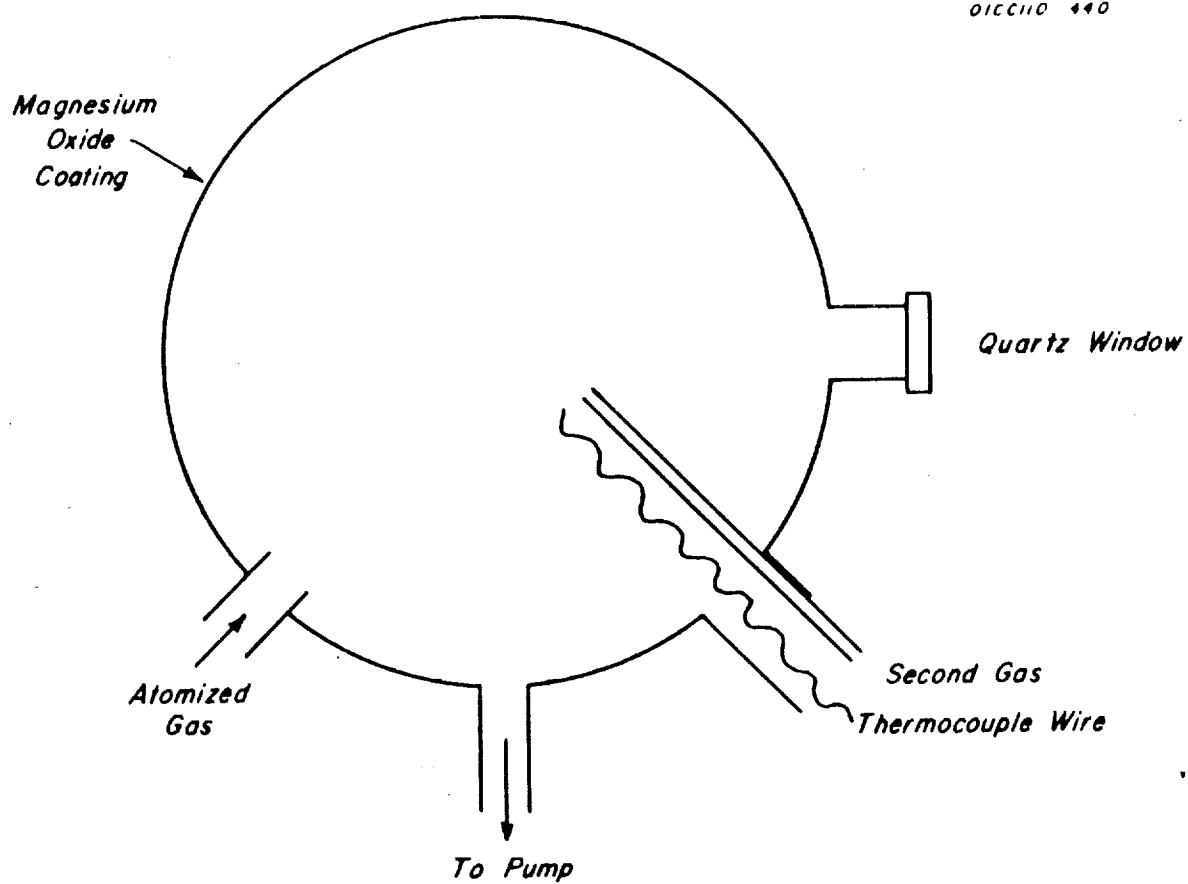 Magnesium
Oxide
Coating
Quartz Window
Second Gas
Thermocouple Wire
Atomized
Gas
To Pump